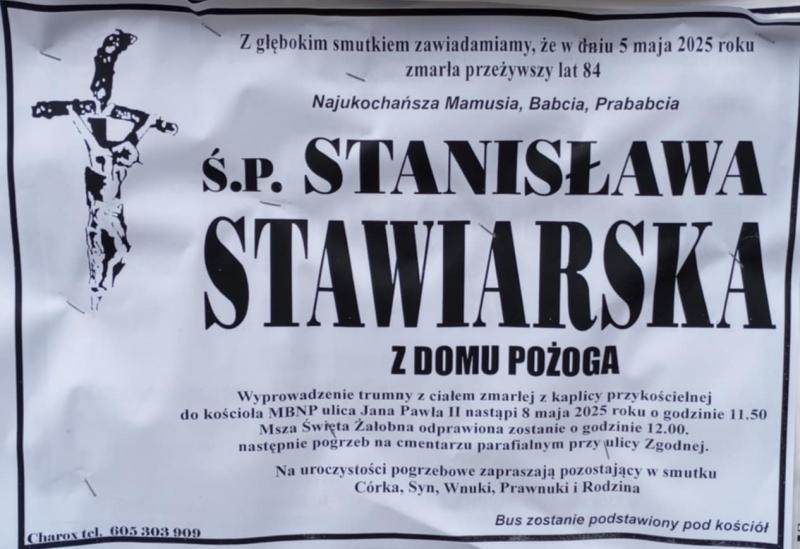 Z głębokim smutkiem zawiadamiamy, że w dniu 5 maja 2025 roku
zmarła przeżywszy lat 84
Najukochańsza Mamusia, Babcia, Prababcia
Ś.P. STANISŁAWA
STAWIARSKA
Z DOMU POŻOGA
Wyprowadzenie trumny z ciałem zmarłej z kaplicy przykościelnej
do kościoła MBNP ulica Jana Pawła II nastąpi 8 maja 2025 roku o godzinie 11.50
Msza Święta Żałobna odprawiona zostanie o godzinie 12.00.
następnie pogrzeb na cmentarzu parafialnym przy ulicy Zgodnej.
Na uroczystości pogrzebowe zapraszają pozostający w smutku
Córka, Syn, Wnuki, Prawnuki i Rodzina
Bus zostanie podstawiony pod kościół
Charox tel. 605 303 909